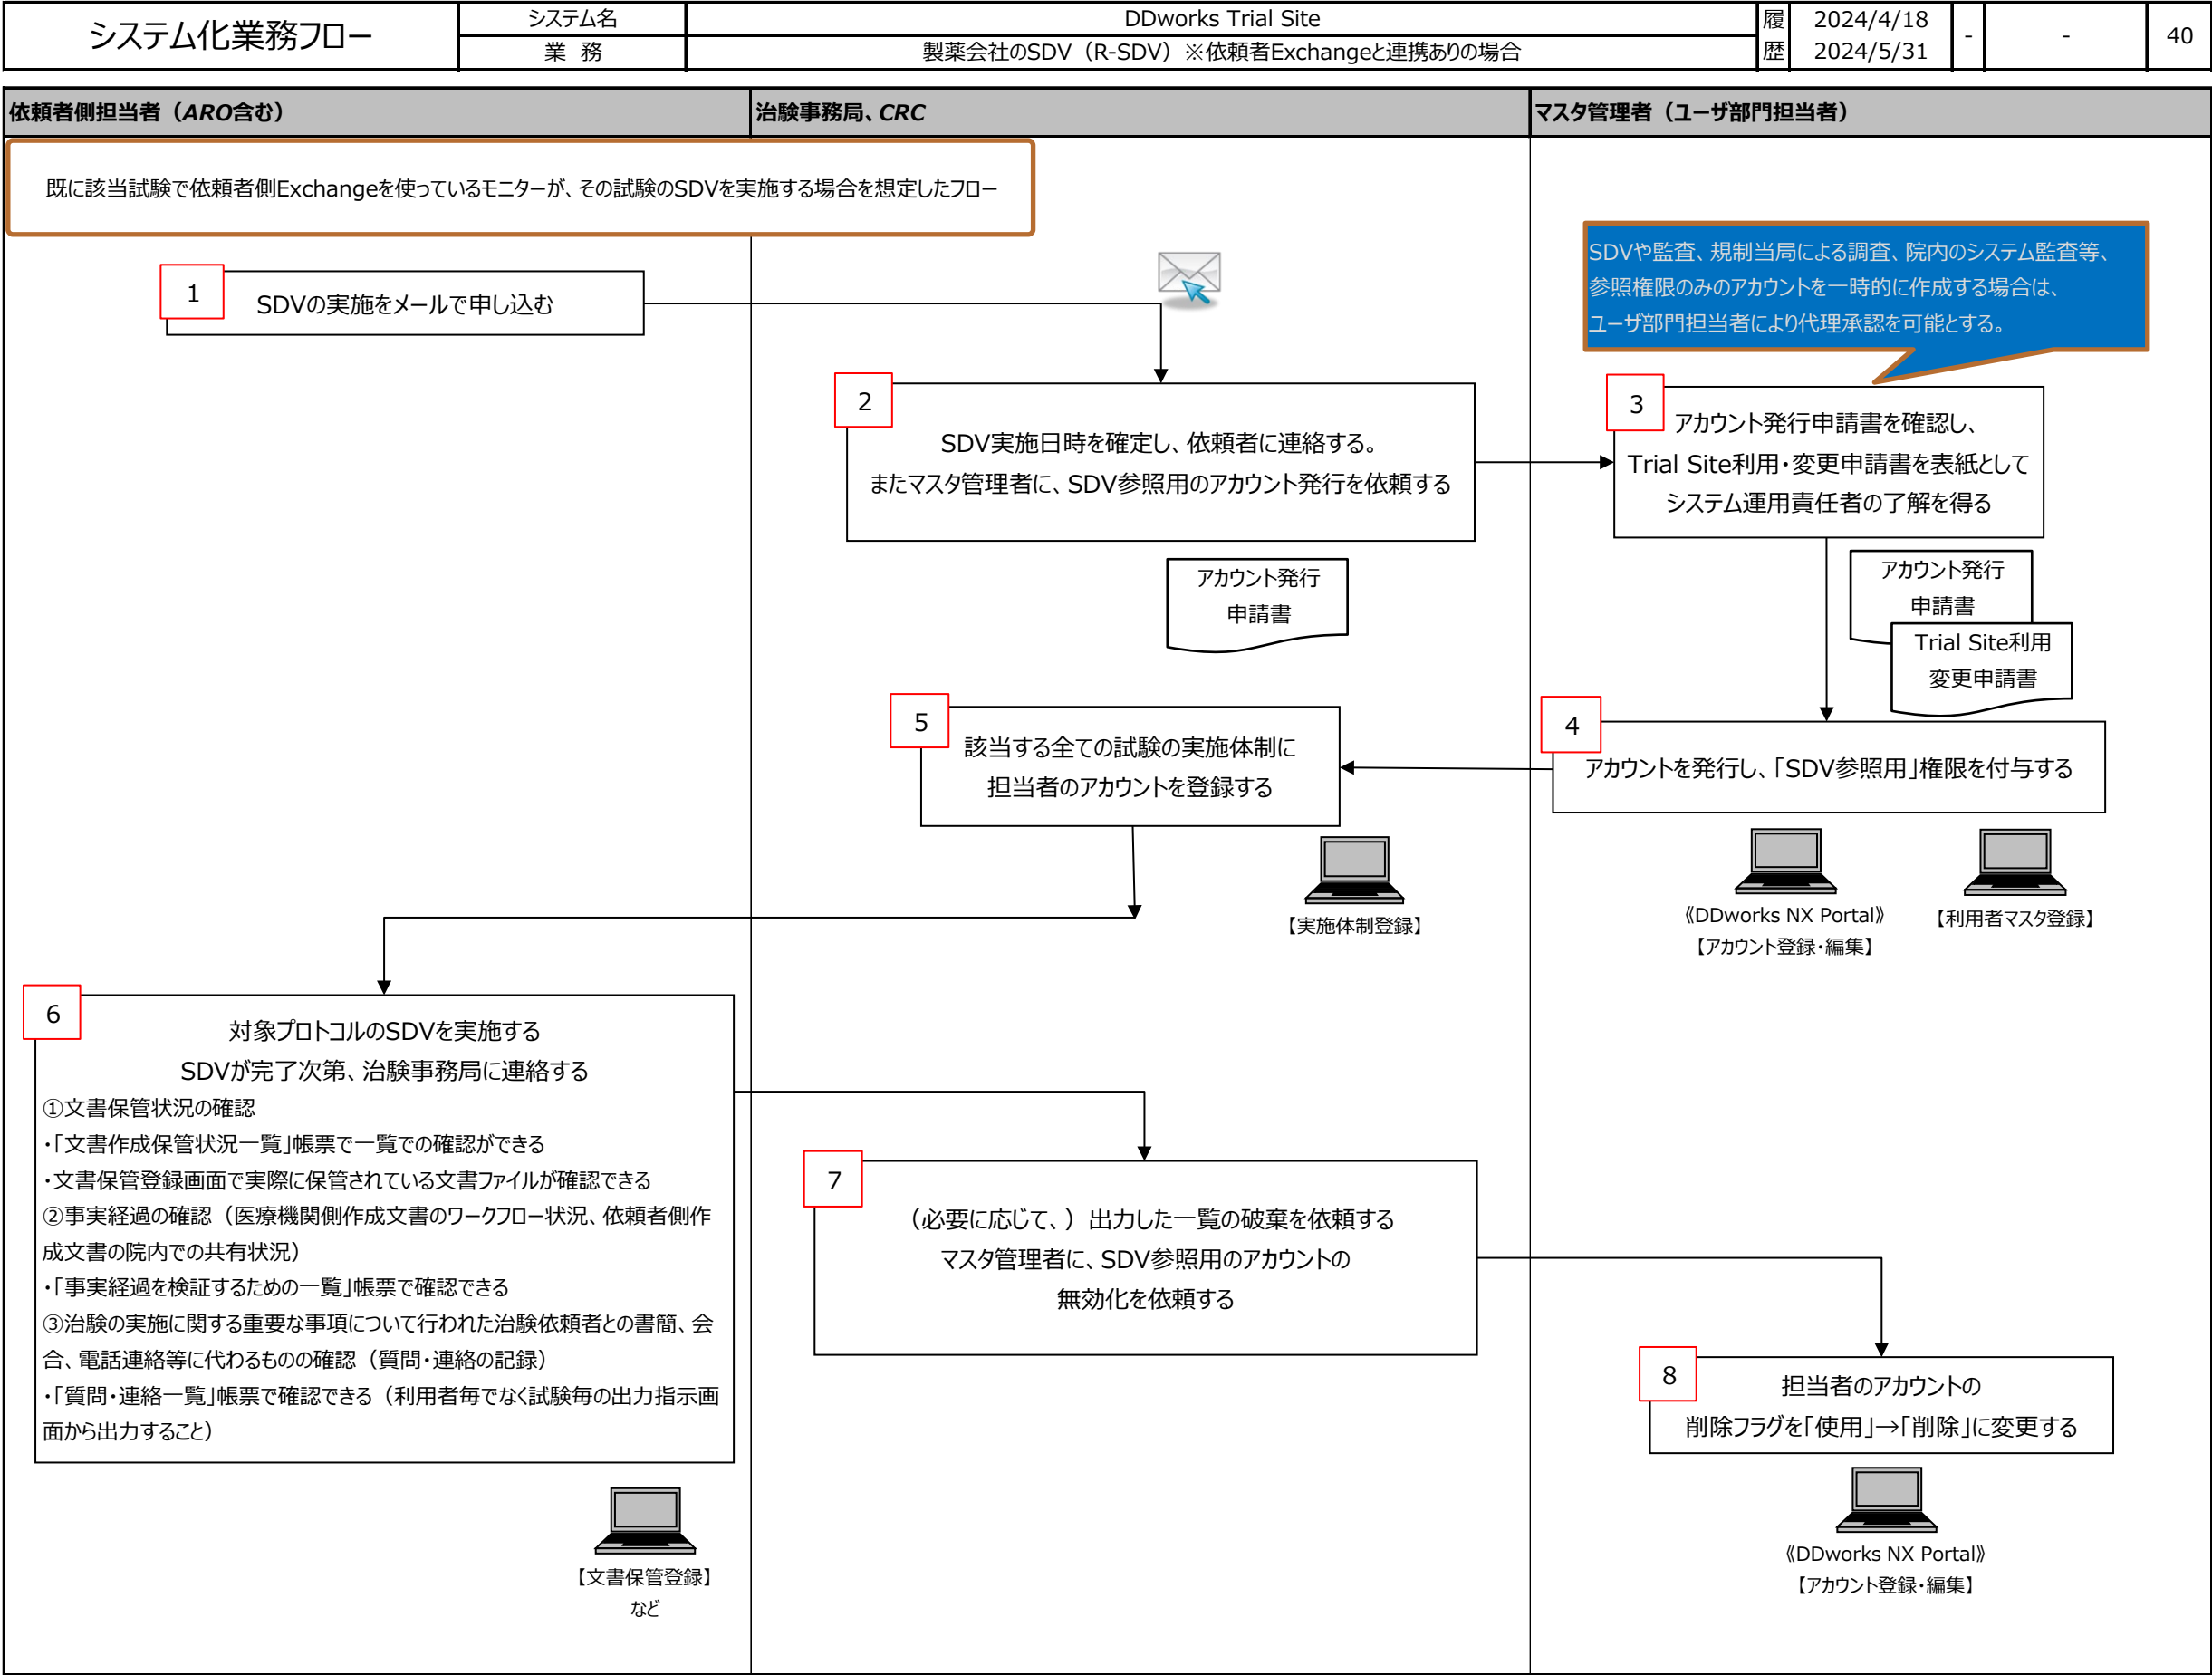 システム化業務フロー
システム名
DDworks Trial Site
履歴
2024/4/18
-
-
40
業 務
製薬会社のSDV（R-SDV）※依頼者Exchangeと連携ありの場合
2024/5/31
依頼者側担当者（ARO含む）
治験事務局、CRC
マスタ管理者（ユーザ部門担当者）
既に該当試験で依頼者側Exchangeを使っているモニターが、その試験のSDVを実施する場合を想定したフロー
SDVや監査、規制当局による調査、院内のシステム監査等、
参照権限のみのアカウントを一時的に作成する場合は、
ユーザ部門担当者により代理承認を可能とする。
1
SDVの実施をメールで申し込む
2
SDV実施日時を確定し、依頼者に連絡する。
またマスタ管理者に、SDV参照用のアカウント発行を依頼する
アカウント発行
申請書
3
アカウント発行申請書を確認し、
Trial Site利用・変更申請書を表紙として
システム運用責任者の了解を得る
アカウント発行
申請書
Trial Site利用
変更申請書
4
アカウントを発行し、「SDV参照用」権限を付与する
《DDworks NX Portal》
【アカウント登録・編集】
【利用者マスタ登録】
5
該当する全ての試験の実施体制に
担当者のアカウントを登録する
【実施体制登録】
6
対象プロトコルのSDVを実施する
SDVが完了次第、治験事務局に連絡する
①文書保管状況の確認
・「文書作成保管状況一覧」帳票で一覧での確認ができる
・文書保管登録画面で実際に保管されている文書ファイルが確認できる
②事実経過の確認（医療機関側作成文書のワークフロー状況、依頼者側作
成文書の院内での共有状況）
・「事実経過を検証するための一覧」帳票で確認できる
③治験の実施に関する重要な事項について行われた治験依頼者との書簡、会
合、電話連絡等に代わるものの確認（質問・連絡の記録）
・「質問・連絡一覧」帳票で確認できる（利用者毎でなく試験毎の出力指示画
面から出力すること）
【文書保管登録】
など
7
（必要に応じて、）出力した一覧の破棄を依頼する
マスタ管理者に、SDV参照用のアカウントの
無効化を依頼する
8
担当者のアカウントの
削除フラグを「使用」→「削除」に変更する
《DDworks NX Portal》
【アカウント登録・編集】